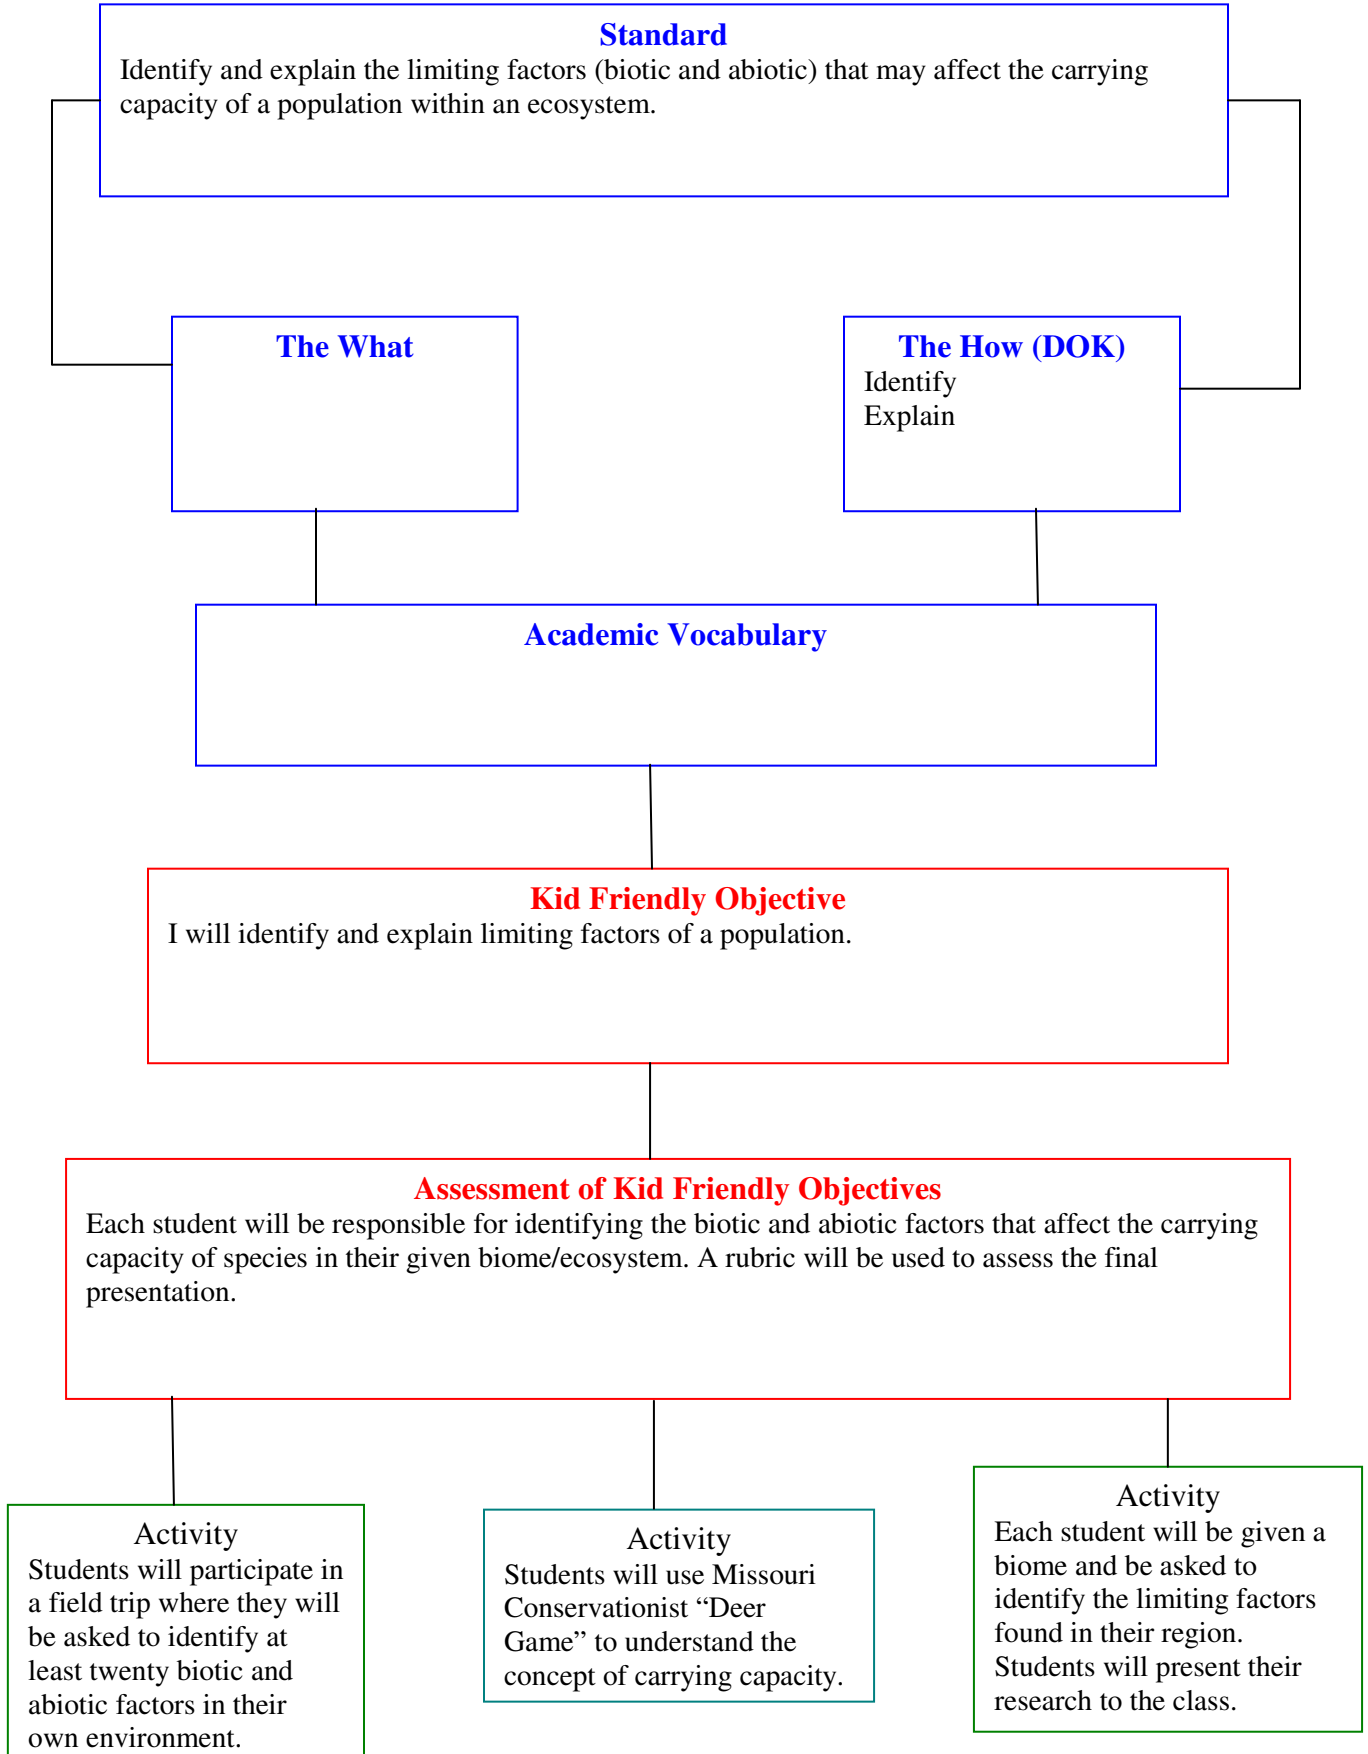 Standard
Identify and explain the limiting factors (biotic and abiotic) that may affect the carrying
capacity of a population within an ecosystem.
The What
The How (DOK)
Identify
Explain
Academic Vocabulary
Kid Friendly Objective
I will identify and explain limiting factors of a population.
Assessment of Kid Friendly Objectives
Each student will be responsible for identifying the biotic and abiotic factors that affect the carrying
capacity of species in their given biome/ecosystem. A rubric will be used to assess the final
presentation.
Activity
Students will participate in
a field trip where they will
be asked to identify at
least twenty biotic and
abiotic factors in their
own environment.
Activity
Students will use Missouri
Conservationist “Deer
Game” to understand the
concept of carrying capacity.
Activity
Each student will be given a
biome and be asked to
identify the limiting factors
found in their region.
Students will present their
research to the class.